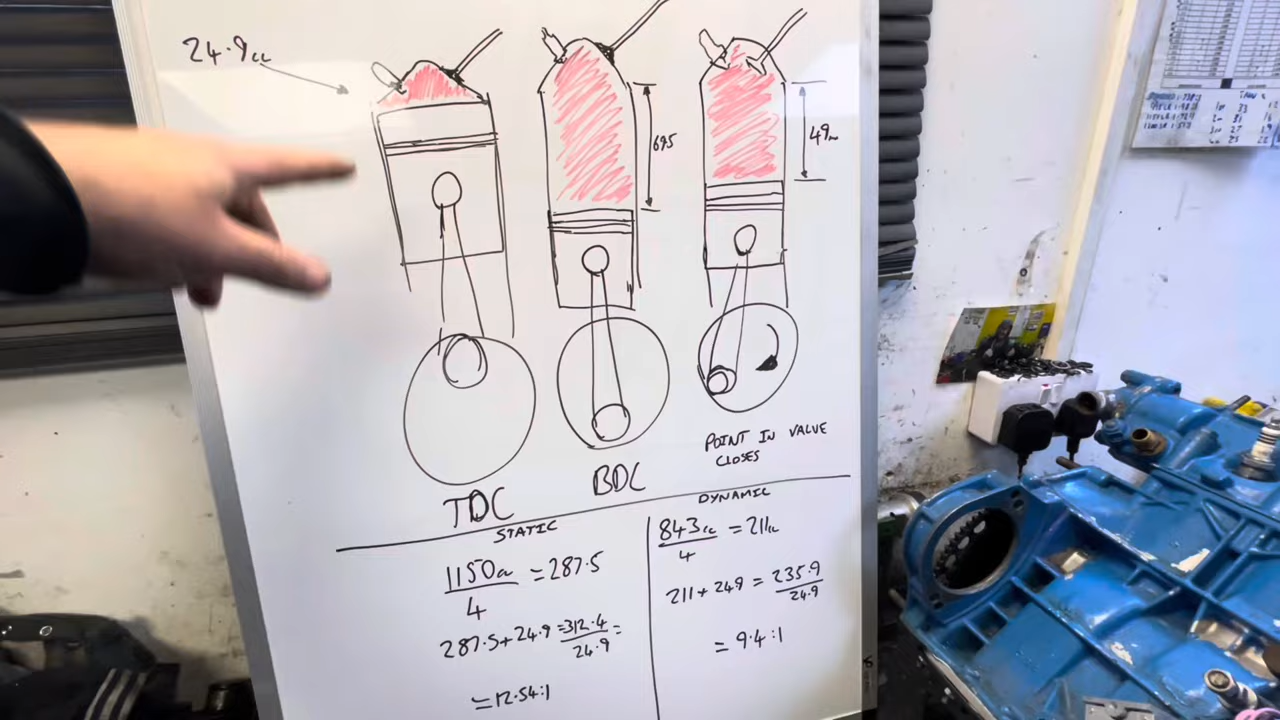 24.9cc
695
49m
TDC
BDC
POINT IN VALVE
CLOSES
STATIC
1150cc
4
=287.5
287.5+24.9 =312.4=
24.9
=12.54:1
DYNAMIC
843cc = 211cc
4
211+24.9 = 235.9
24.9
= 9.4:1